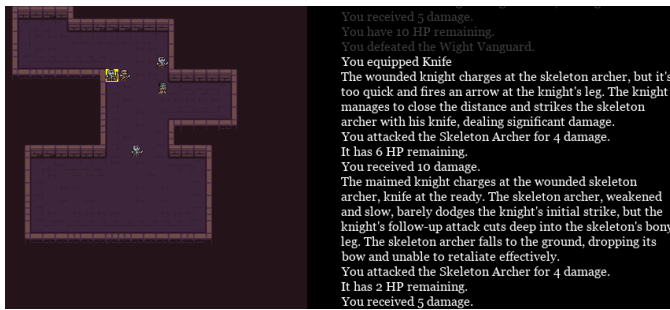 You received 5 damage.
You have 10 HP remaining.
You defeated the Wight Vanguard.
You equipped Knife
The wounded knight charges at the skeleton archer, but it's
too quick and fires an arrow at the knight's leg. The knight
manages to close the distance and strikes the skeleton
archer with his knife, dealing significant damage.
You attacked the Skeleton Archer for 4 damage.
It has 6 HP remaining.
You received 10 damage.
The maimed knight charges at the wounded skeleton
archer, knife at the ready. The skeleton archer, weakened
and slow, barely dodges the knight's initial strike, but the
knight's follow-up attack cuts deep into the skeleton's bony
leg. The skeleton archer falls to the ground, dropping its
bow and unable to retaliate effectively.
You attacked the Skeleton Archer for 4 damage.
It has 2 HP remaining.
You received 5 damage.